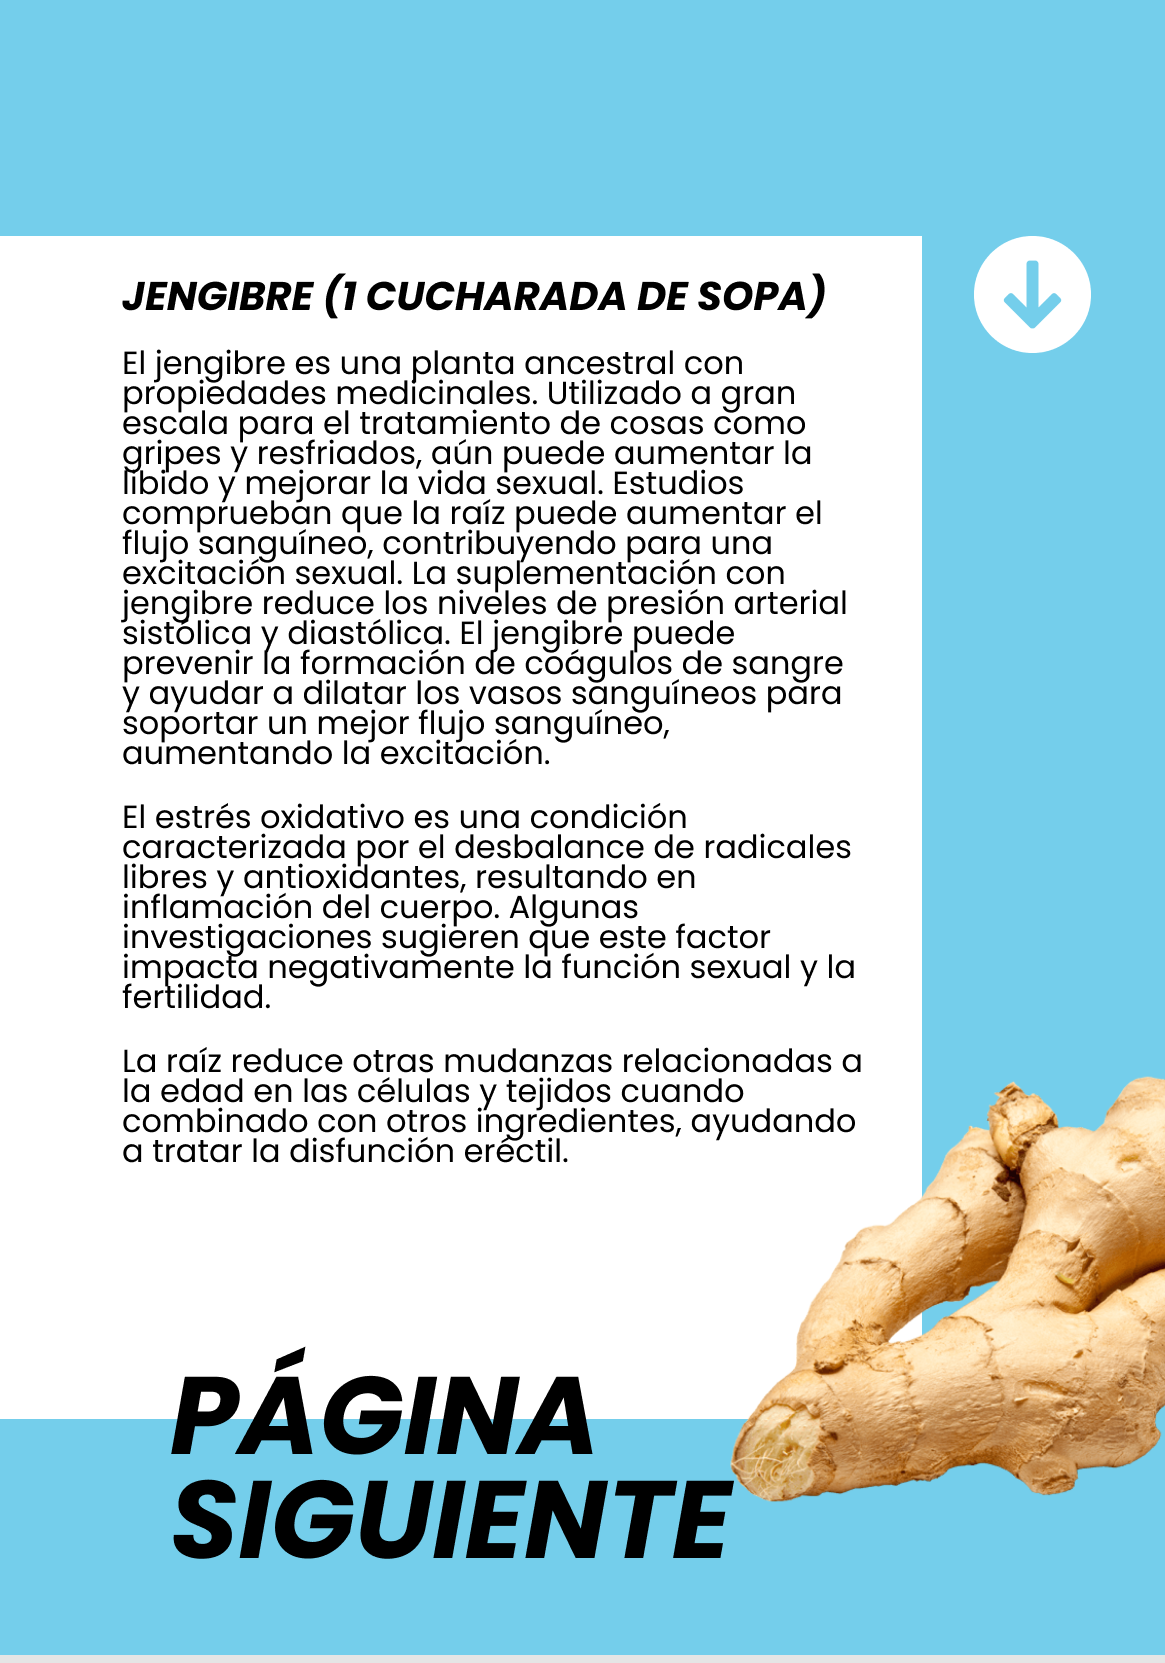 JENGIBRE (1 CUCHARADA DE SOPA)
El jengibre es una planta ancestral con
propiedades medicinales. Utilizado a gran
escala para el tratamiento de cosas como
gripes y resfriados, aún puede aumentar la
libido y mejorar la vida sexual. Estudios
comprueban que la raíz puede aumentar el
flujo sanguíneo, contribuyendo para una
excitación sexual. La suplementación con
jengibre reduce los niveles de presión arterial
sistólica y diastólica. El jengibre puede
prevenir la formación de coágulos de sangre
y ayudar a dilatar los vasos sanguíneos para
soportar un mejor flujo sanguíneo,
aumentando la excitación.
El estrés oxidativo es una condición
caracterizada por el desbalance de radicales
libres y antioxidantes, resultando en
inflamación del cuerpo. Algunas
investigaciones sugieren que este factor
impacta negativamente la función sexual y la
fertilidad.
La raíz reduce otras mudanzas relacionadas a
la edad en las células y tejidos cuando
combinado con otros ingredientes, ayudando
a tratar la disfunción eréctil.
PÁGINA
SIGUIENTE